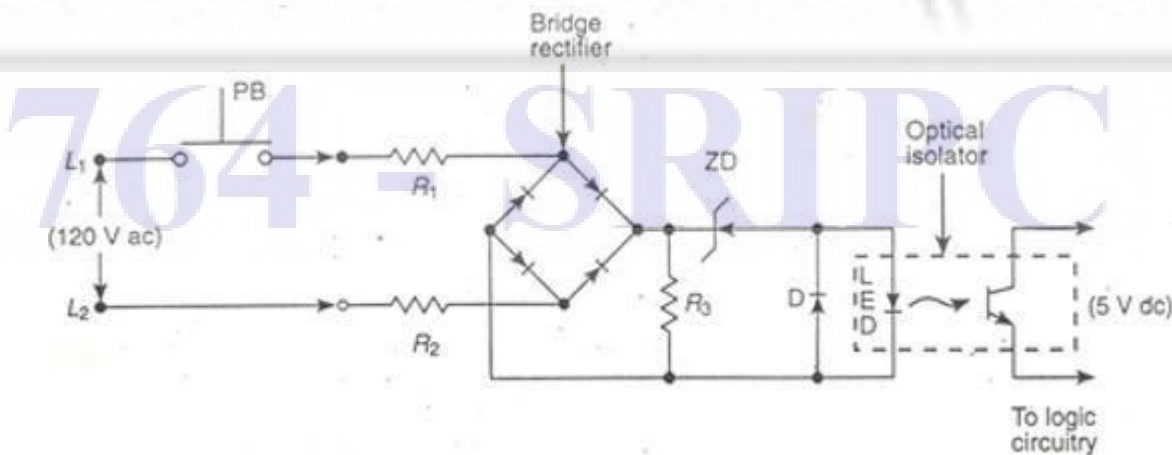 Bridge
rectifier
764 - SRIPC
PB
Optical
isolator
ZD
L₁
R₁
(120 V ac)
L₂
R₂
R₃
D
LED
(5 V dc)
To logic
circuitry